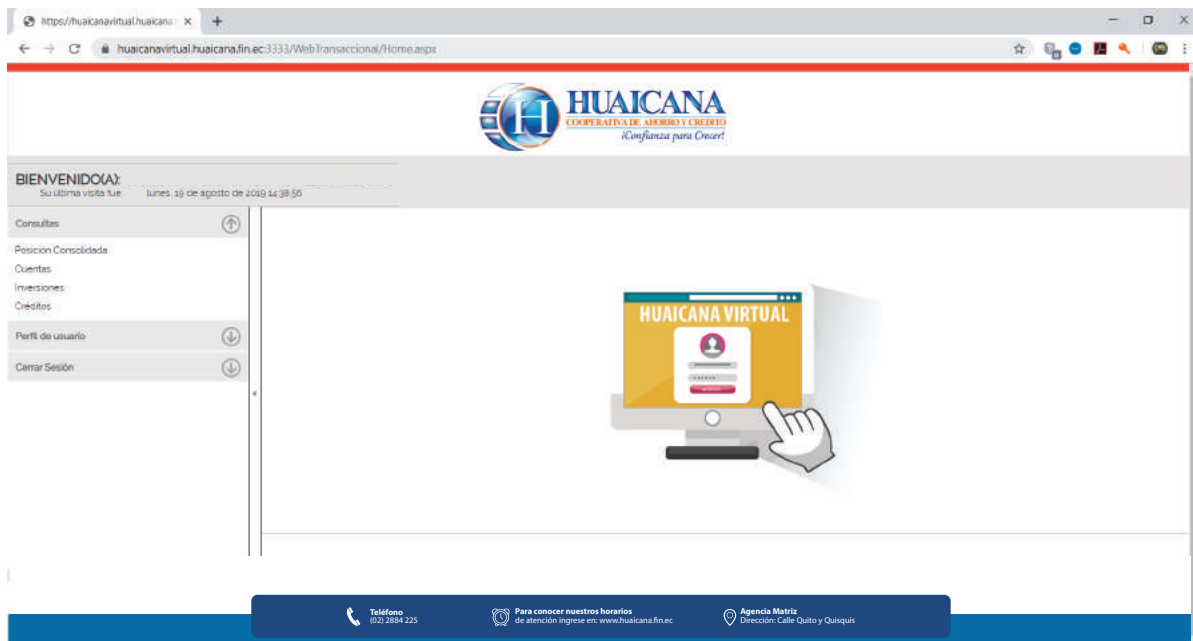 https://huaicanavirtual.huaicana
huaicanavirtual.huaicana.fin.ec:3333/WebTransaccional/Home.aspx
H HUAICANA
COOPERATIVA DE AHORRO Y CREDITO
¡Confianza para Crecer!
BIENVENIDO(A):
Su última visita fue: lunes, 19 de agosto de 2019 14:38:56
Consultas
Posición Consolidada
Cuentas
Inversiones
Créditos
Perfil de usuario
Cerrar Sesión
HUAICANA VIRTUAL
Teléfono
(02) 2884 225
Para conocer nuestros horarios
de atención ingrese en: www.huaicana.fin.ec
Agencia Matriz
Dirección: Calle Quito y Quisquis